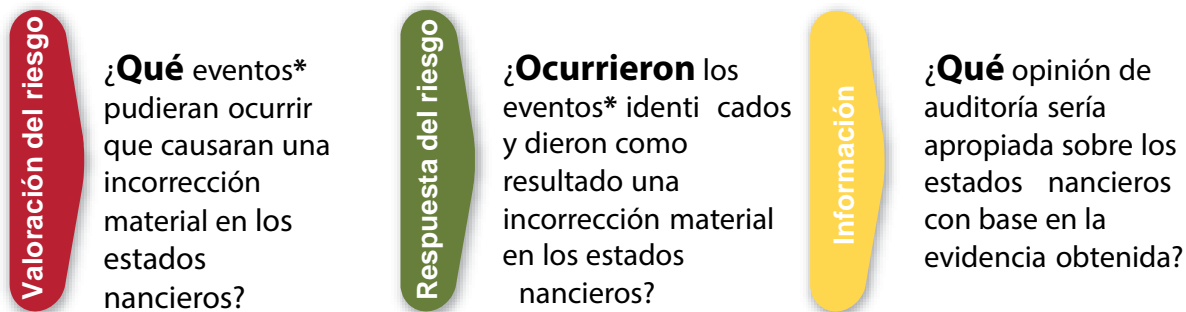 Valoración del riesgo
¿Qué eventos*
pudieran ocurrir
que causaran una
incorrección
material en los
estados
nancieros?
Respuesta del riesgo
¿Ocurrieron los
eventos* identi cados
y dieron como
resultado una
incorrección material
en los estados
nancieros?
Información
¿Qué opinión de
auditoría sería
apropiada sobre los
estados nancieros
con base en la
evidencia obtenida?